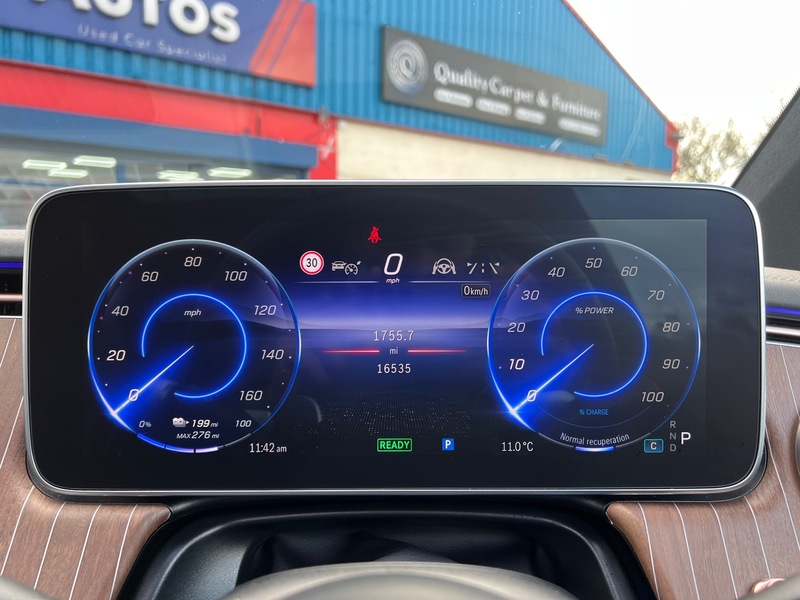 AUTOS
Used Car Specialist
Quality Carpet & Furniture
30
0
mph
0km/h
mph
0
20
40
60
80
100
120
140
160
0%
199 mi
100
MAX 276 mi
11:42 am
1755.7
mi
16535
READY
P
11.0°C
% POWER
0
10
20
30
40
50
60
70
80
90
100
% CHARGE
Normal recuperation
C
R
N
D
P